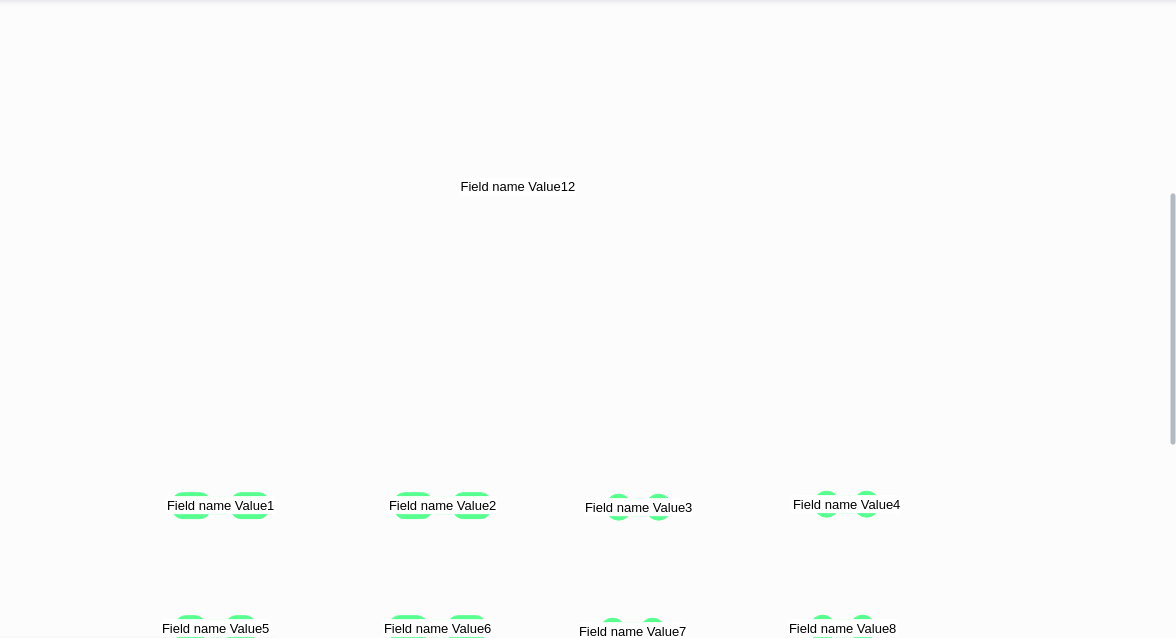 Field name Value12
Field name Value1
Field name Value2
Field name Value3
Field name Value4
Field name Value5
Field name Value6
Field name Value7
Field name Value8